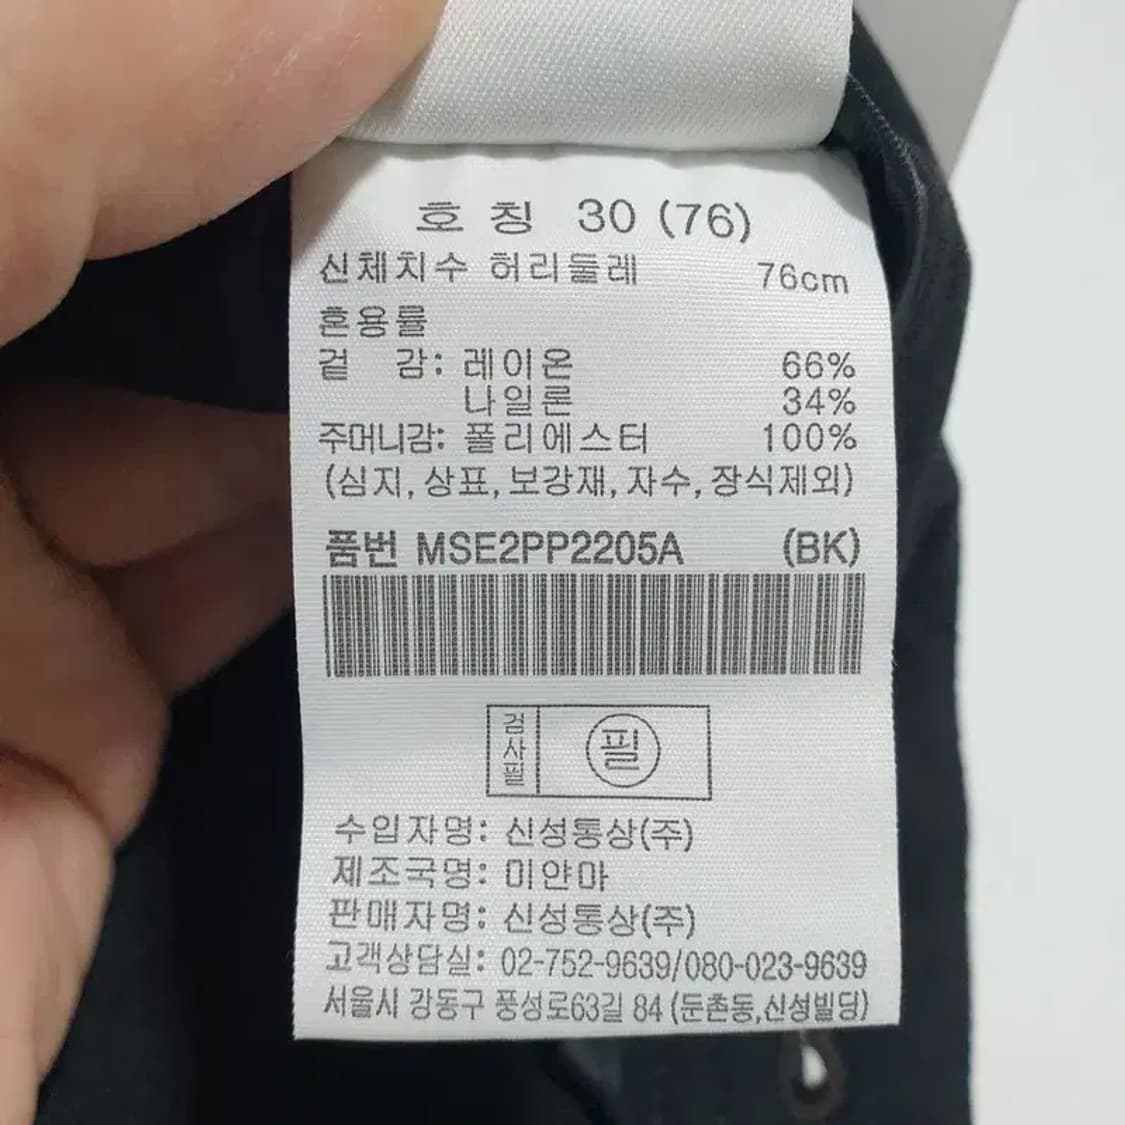 호 칭 30 (76)
신체치수 허리둘레 76cm
혼용률
겉 감: 레이온 66%
나일론 34%
주머니감: 폴리에스터 100%
(심지, 상표, 보강재, 자수, 장식제외)
품번 MSE2PP2205A (BK)
검사필 필
수입자명: 신성통상(주)
제조국명: 미얀마
판매자명: 신성통상(주)
고객상담실: 02-752-9639/080-023-9639
서울시 강동구 풍성로63길 84 (둔촌동,신성빌딩)